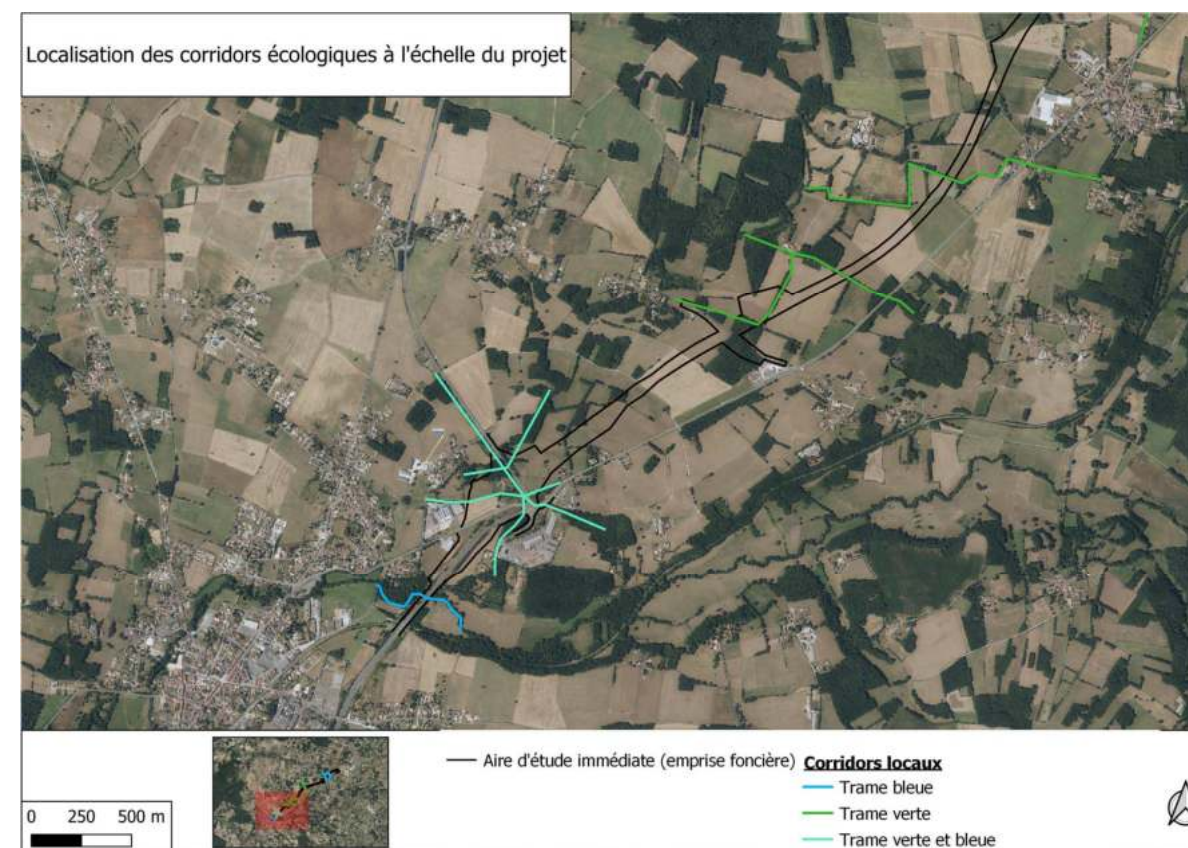 Localisation des corridors écologiques à l'échelle du projet
0 250 500 m
Aire d'étude immédiate (emprise foncière)
Corridors locaux
Trame bleue
Trame verte
Trame verte et bleue